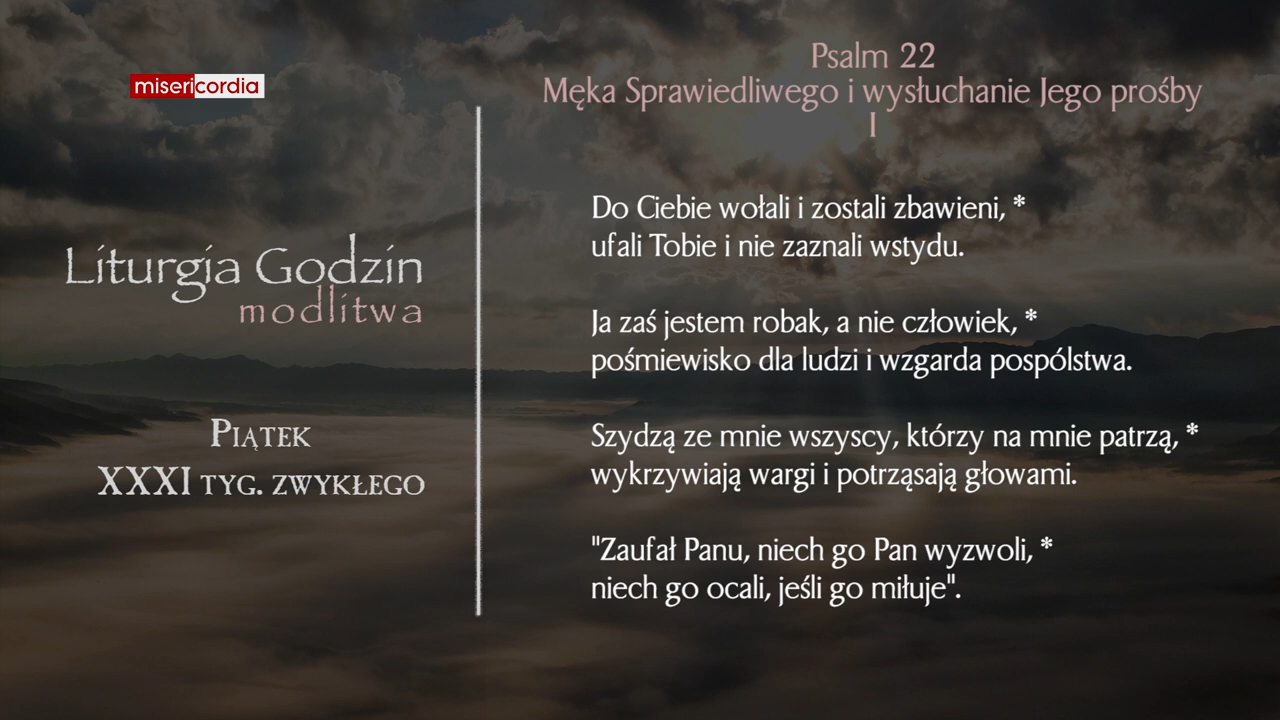 misericordia
Liturgia Godzin
modlitwa
Piątek
XXXI tyg. zwykłego
Psalm 22
Męka Sprawiedliwego i wysłuchanie Jego prośby
I
Do Ciebie wołali i zostali zbawieni, *
ufali Tobie i nie zaznali wstydu.
Ja zaś jestem robak, a nie człowiek, *
pośmiewisko dla ludzi i wzgarda pospólstwa.
Szydzą ze mnie wszyscy, którzy na mnie patrzą, *
wykrzywiają wargi i potrząsają głowami.
"Zaufał Panu, niech go Pan wyzwoli, *
niech go ocali, jeśli go miłuje".